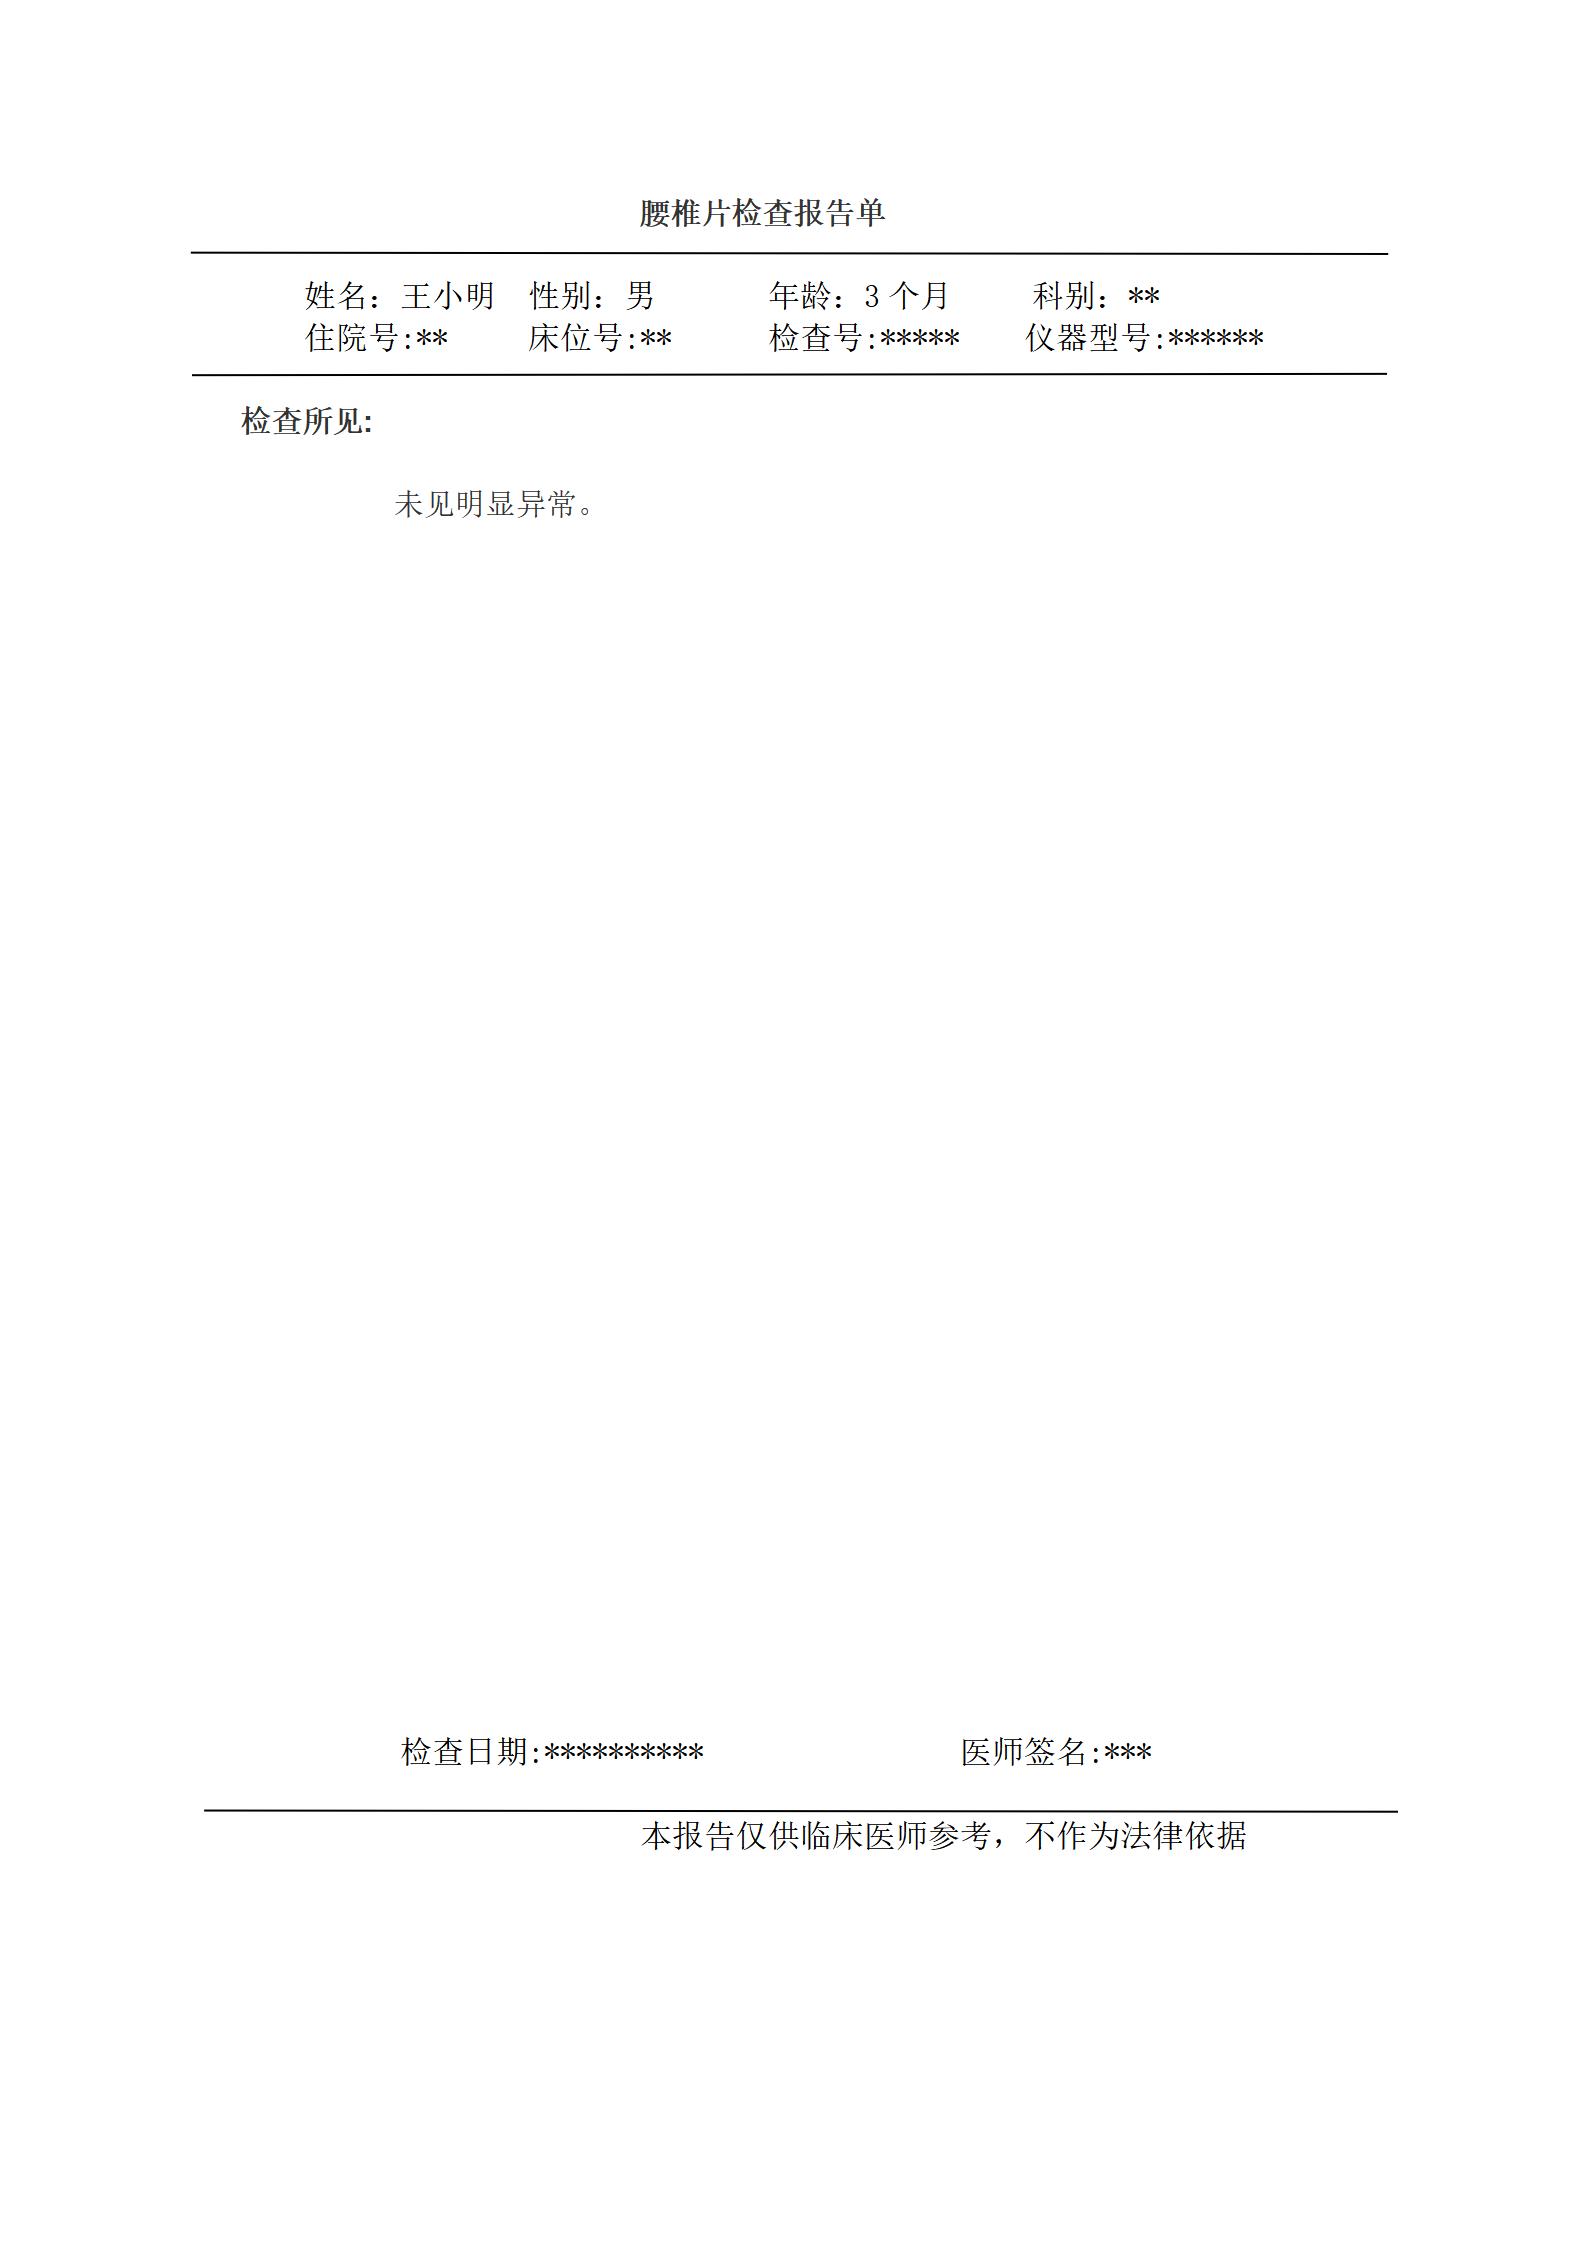 腰椎片检查报告单
姓名：王小明 性别：男 年龄：3 个月 科别：**
住院号:** 床位号:** 检查号:***** 仪器型号:******
检查所见:
未见明显异常。
检查日期:********** 医师签名:***
本报告仅供临床医师参考，不作为法律依据